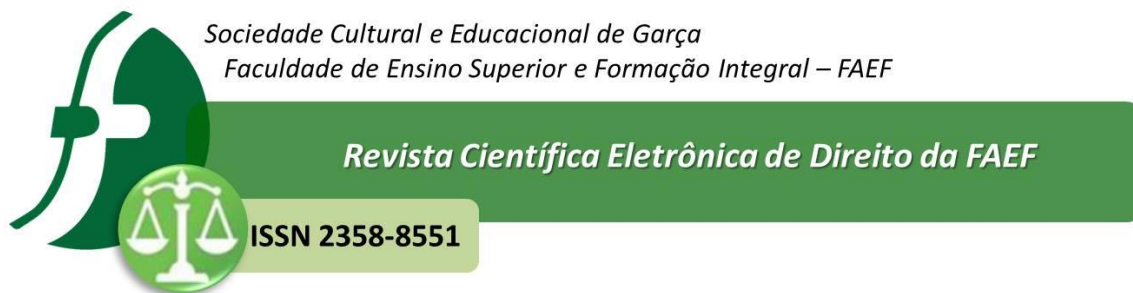 Sociedade Cultural e Educacional de Garça
Faculdade de Ensino Superior e Formação Integral – FAEF
Revista Científica Eletrônica de Direito da FAEF
ISSN 2358-8551